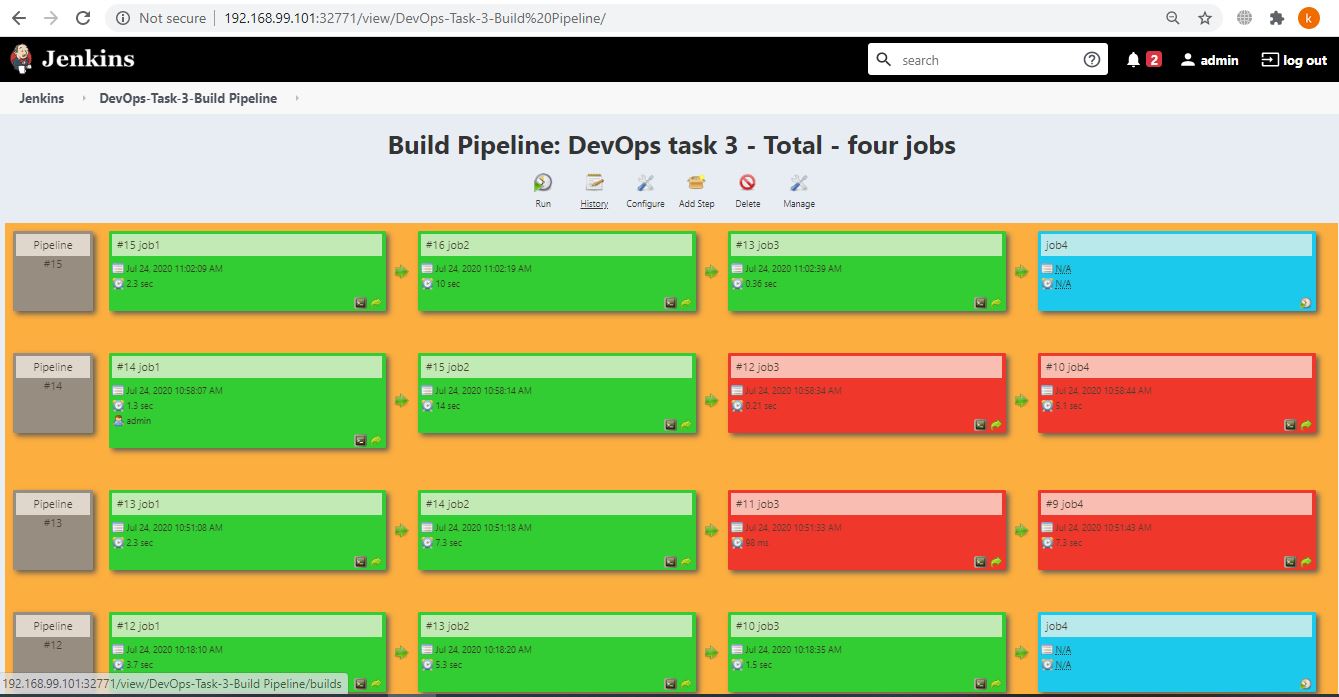 Not secure | 192.168.99.101:32771/view/DevOps-Task-3-Build%20Pipeline/
k
Jenkins
search
2
admin
log out
Jenkins
DevOps-Task-3-Build Pipeline
Build Pipeline: DevOps task 3 - Total - four jobs
Run History Configure Add Step Delete Manage
Pipeline
#15
#15 job1
Jul 24, 2020 11:02:09 AM
2.3 sec
#16 job2
Jul 24, 2020 11:02:19 AM
10 sec
#13 job3
Jul 24, 2020 11:02:39 AM
0.36 sec
job4
N/A
N/A
Pipeline
#14
#14 job1
Jul 24, 2020 10:58:07 AM
1.3 sec
admin
#15 job2
Jul 24, 2020 10:58:14 AM
14 sec
#12 job3
Jul 24, 2020 10:58:34 AM
0.21 sec
#10 job4
Jul 24, 2020 10:58:44 AM
5.1 sec
Pipeline
#13
#13 job1
Jul 24, 2020 10:51:08 AM
2.3 sec
#14 job2
Jul 24, 2020 10:51:18 AM
7.3 sec
#11 job3
Jul 24, 2020 10:51:33 AM
98 ms
#9 job4
Jul 24, 2020 10:51:43 AM
7.3 sec
Pipeline
#12
#12 job1
Jul 24, 2020 10:18:10 AM
3.7 sec
#13 job2
Jul 24, 2020 10:18:20 AM
5.3 sec
#10 job3
Jul 24, 2020 10:18:35 AM
1.5 sec
job4
N/A
N/A
192.168.99.101:32771/view/DevOps-Task-3-Build Pipeline/builds